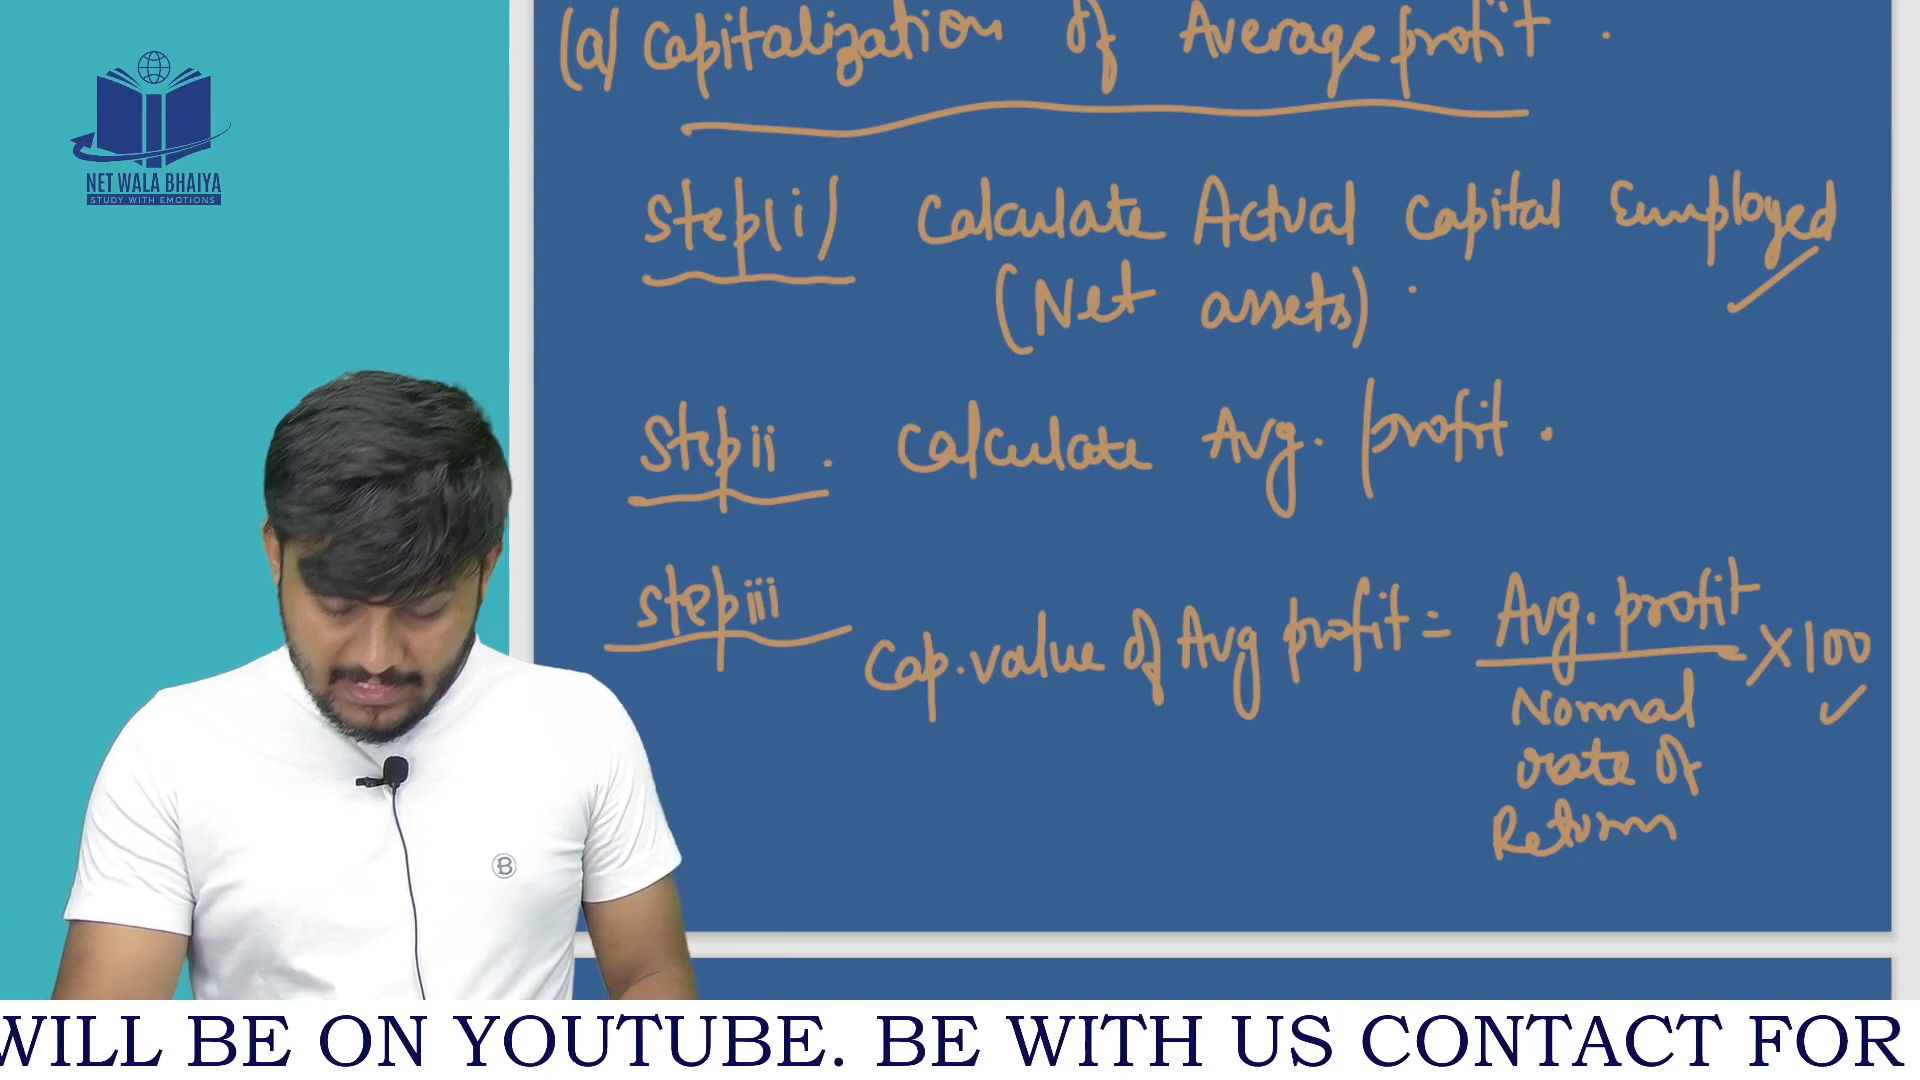 NET WALA BHAIYA
STUDY WITH EMOTIONS
(a) Capitalization of Average profit.
Step(i) Calculate Actual Capital Employed
(Net assets).
Step ii. Calculate Avg. profit.
Step iii Cap. value of Avg profit = Avg. profit × 100
Normal
rate of
Return
B
WILL BE ON YOUTUBE. BE WITH US CONTACT FOR